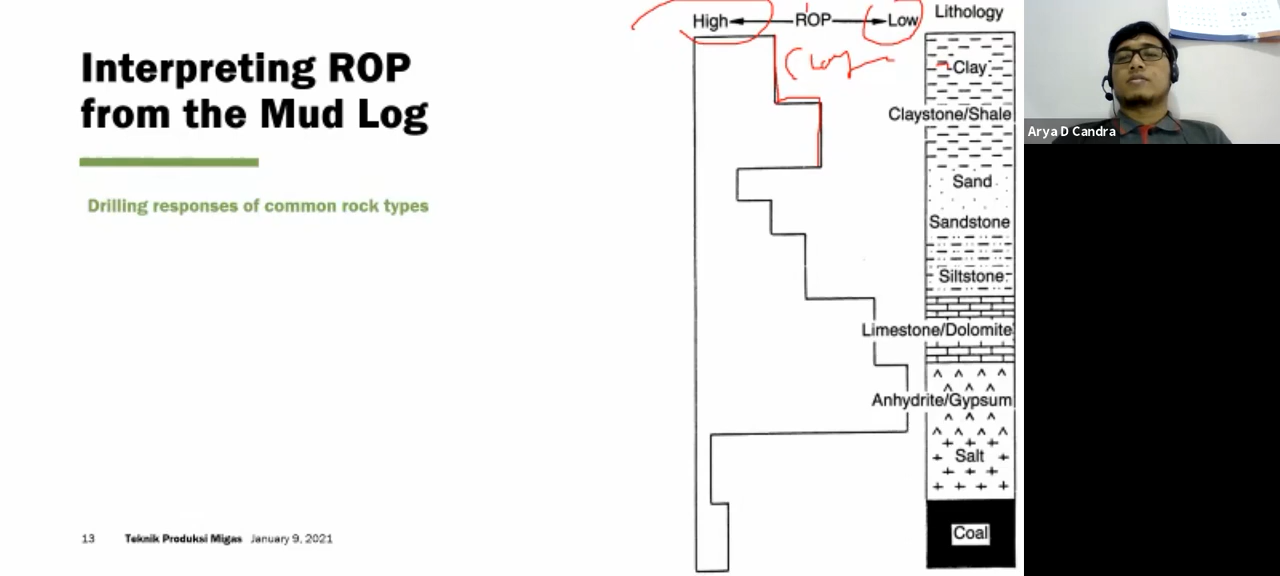 Interpreting ROP
from the Mud Log
Drilling responses of common rock types
High ROP Low
Lithology
Clay
Clay
Claystone/Shale
Sand
Sandstone
Siltstone
Limestone/Dolomite
Anhydrite/Gypsum
Salt
Coal
13 Teknik Produksi Migas January 9, 2021
Arya D Candra